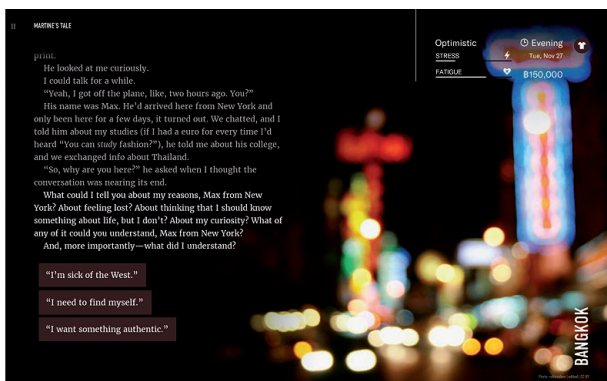 MARTINE'S TALE
print.
He looked at me curiously.
I could talk for a while.
“Yeah, I got off the plane, like, two hours ago. You?”
His name was Max. He'd arrived here from New York and
only been here for a few days, it turned out. We chatted, and I
told him about my studies (if I had a euro for every time I'd
heard “You can study fashion?”), he told me about his college,
and we exchanged info about Thailand.
“So, why are you here?” he asked when I thought the
conversation was nearing its end.
What could I tell you about my reasons, Max from New
York? About feeling lost? About thinking that I should know
something about life, but I don't? About my curiosity? What of
any of it could you understand, Max from New York?
And, more importantly—what did I understand?
“I'm sick of the West.”
“I need to find myself.”
“I want something authentic.”
Optimistic
STRESS
FATIGUE
Evening
Tue, Nov 27
฿150,000
BANGKOK